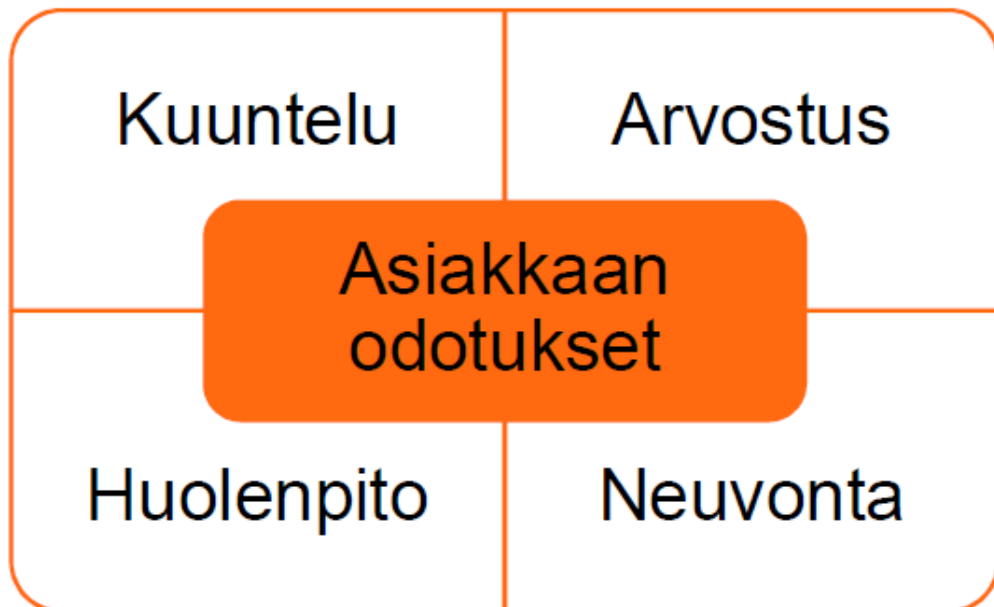 Kuuntelu
Arvostus
Asiakkaan
odotukset
Huolenpito
Neuvonta